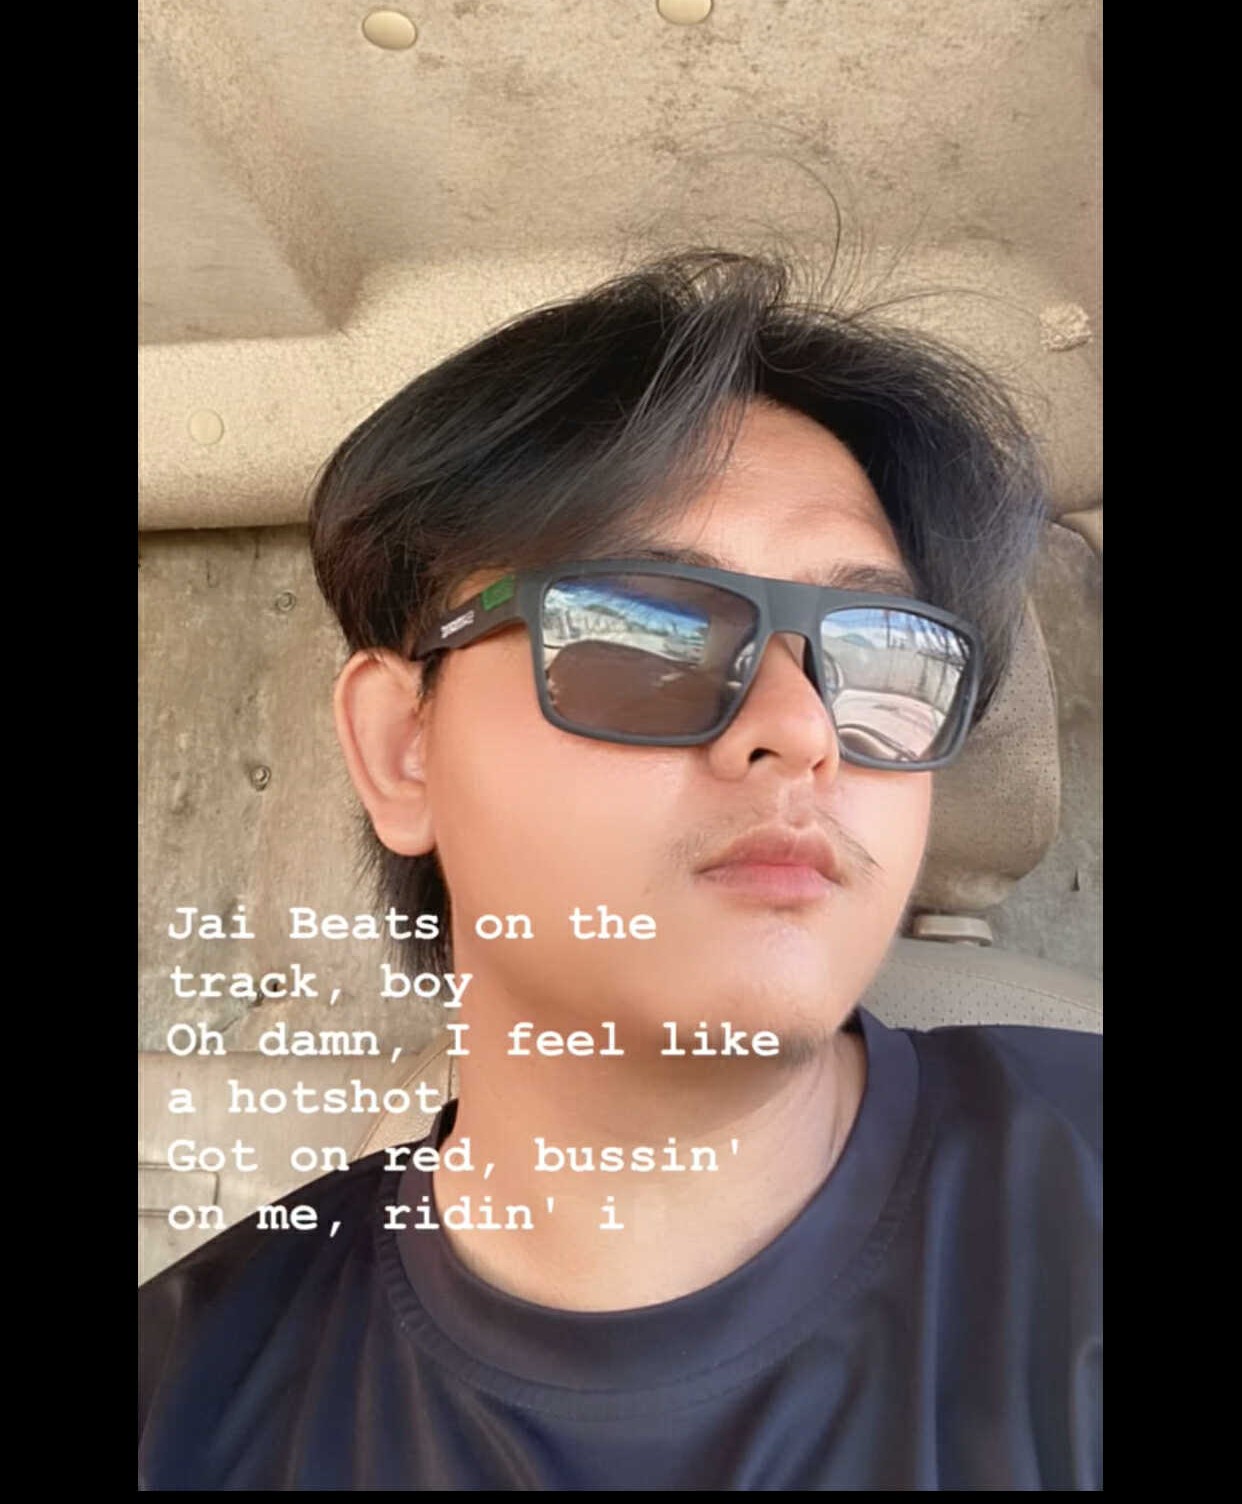 Jai Beats on the
track, boy
Oh damn, I feel like
a hotshot
Got on red, bussin'
on me, ridin' i